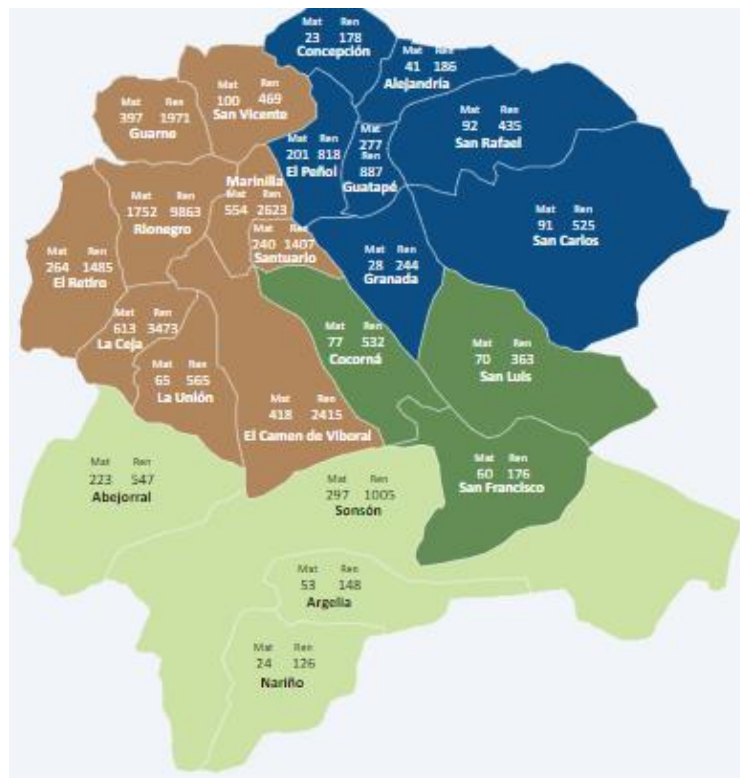 Mat Ren
23 178
Concepción
Mat Ren
41 186
Alejandría
Mat Ren
100 469
San Vicente
Mat Ren
397 1971
Guarne
Mat Ren
92 435
San Rafael
Mat Ren
201 818
El Peñol
Mat
277
Ren
887
Guatapé
Marinilla
Mat Ren
554 2623
Mat Ren
1752 9863
Rionegro
Mat Ren
91 525
San Carlos
Mat Ren
240 1407
Santuario
Mat Ren
264 1485
El Retiro
Mat Ren
28 244
Granada
Mat Ren
613 3473
La Ceja
Mat Ren
77 532
Cocorná
Mat Ren
70 363
San Luis
Mat Ren
65 565
La Unión
Mat Ren
418 2415
El Camen de Viboral
Mat Ren
223 547
Abejorral
Mat Ren
60 176
San Francisco
Mat Ren
297 1005
Sonsón
Mat Ren
53 148
Argelia
Mat Ren
24 126
Nariño